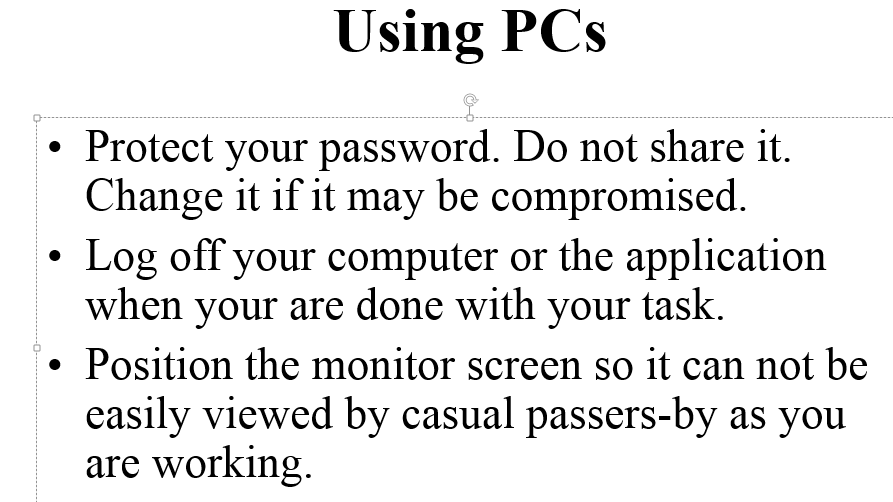 Using PCs
• Protect your password. Do not share it.
Change it if it may be compromised.
• Log off your computer or the application
when your are done with your task.
• Position the monitor screen so it can not be
easily viewed by casual passers-by as you
are working.